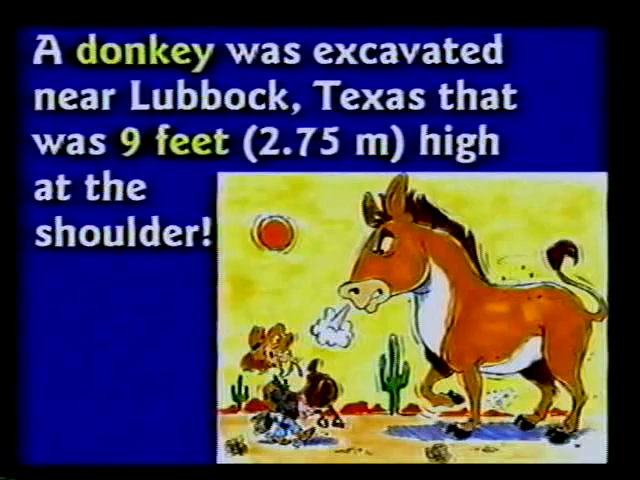 A donkey was excavated
near Lubbock, Texas that
was 9 feet (2.75 m) high
at the
shoulder!